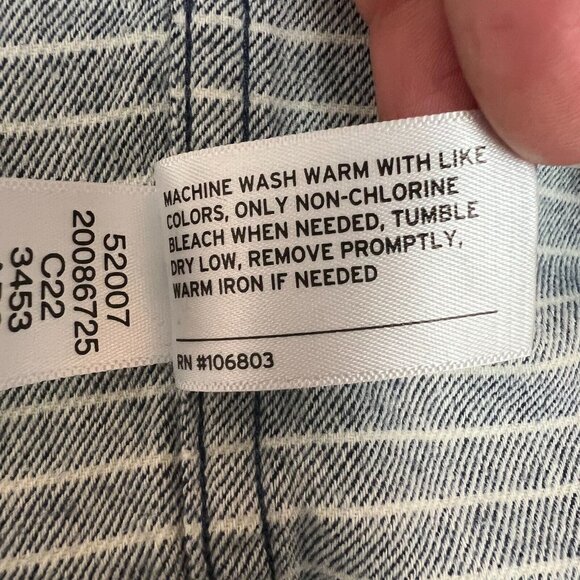 MACHINE WASH WARM WITH LIKE
COLORS, ONLY NON-CHLORINE
BLEACH WHEN NEEDED, TUMBLE
DRY LOW, REMOVE PROMPTLY,
WARM IRON IF NEEDED
RN #106803
52007
20086725
C22
3453